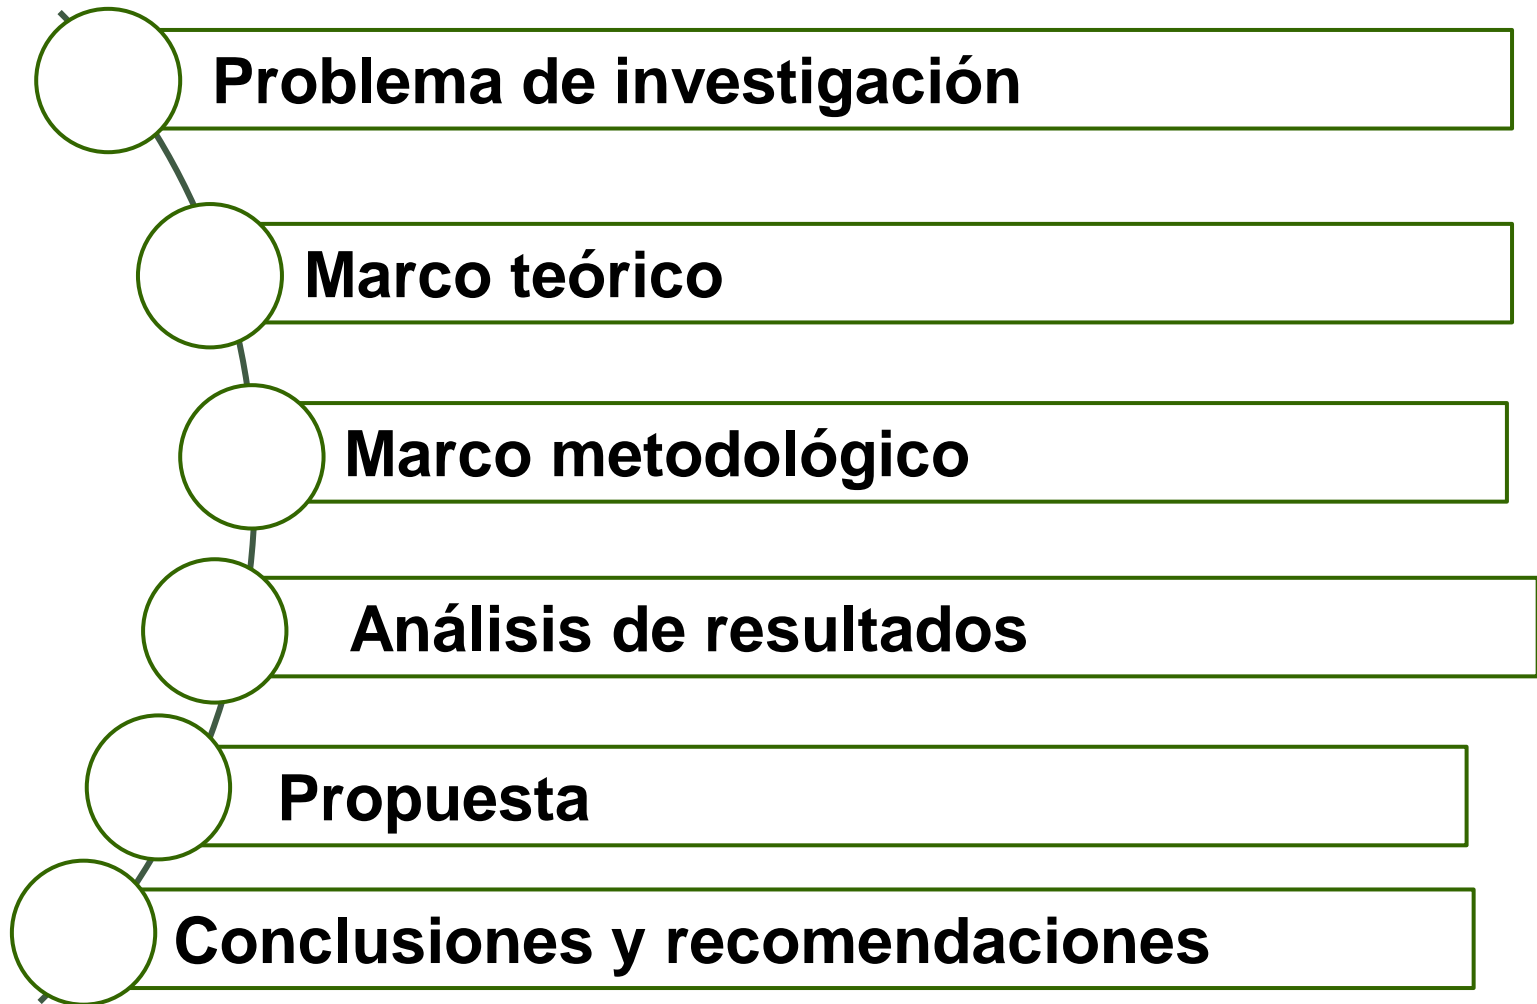 Problema de investigación
Marco teórico
Marco metodológico
Análisis de resultados
Propuesta
Conclusiones y recomendaciones